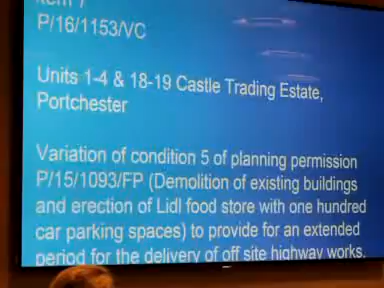 Item 7
P/16/1153/VC
Units 1-4 & 18-19 Castle Trading Estate,
Portchester
Variation of condition 5 of planning permission
P/15/1093/FP (Demolition of existing buildings
and erection of Lidl food store with one hundred
car parking spaces) to provide for an extended
period for the delivery of off site highway works.